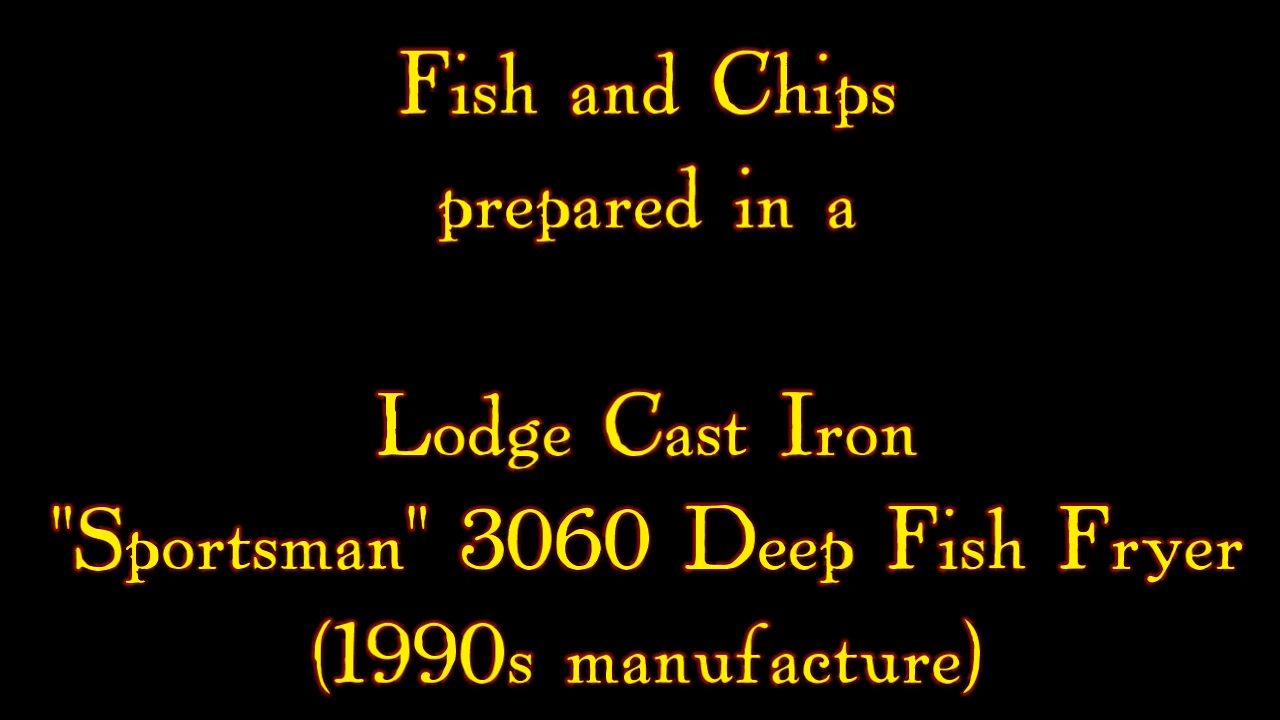 Fish and Chips
prepared in a
Lodge Cast Iron
"Sportsman" 3060 Deep Fish Fryer
(1990s manufacture)